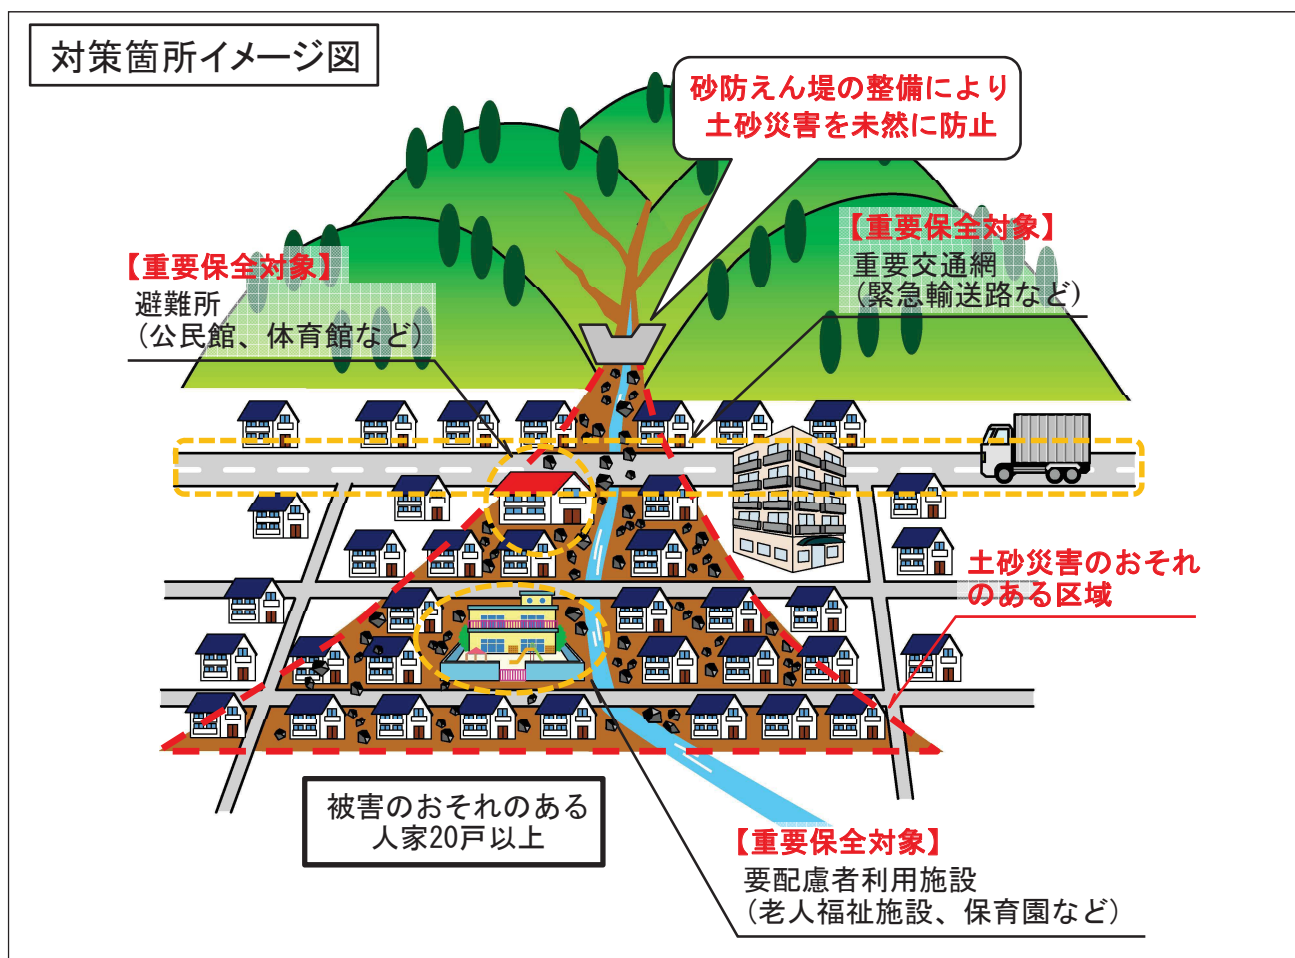 対策箇所イメージ図
砂防えん堤の整備により
土砂災害を未然に防止
【重要保全対象】
避難所
(公民館、体育館など)
【重要保全対象】
重要交通網
(緊急輸送路など)
土砂災害のおそれ
のある区域
被害のおそれのある
人家20戸以上
【重要保全対象】
要配慮者利用施設
(老人福祉施設、保育園など)